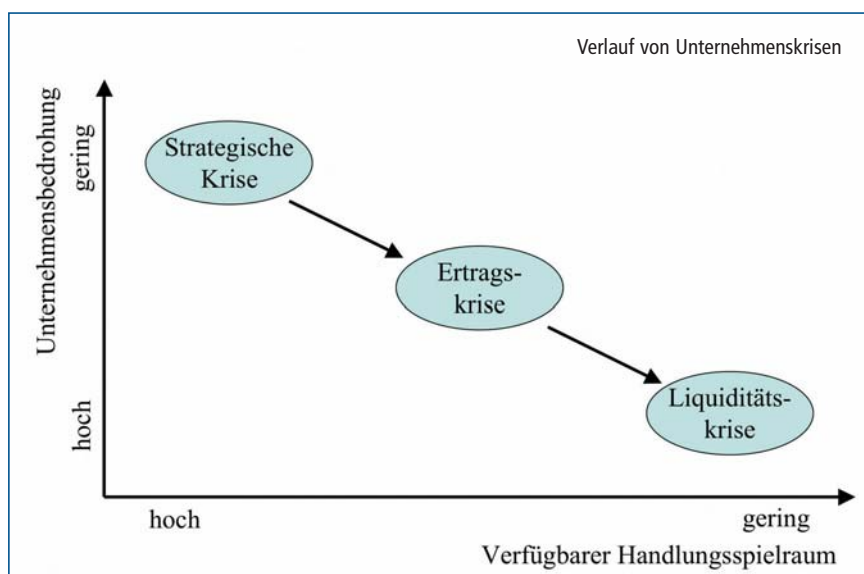 Verlauf von Unternehmenskrisen
Unternehmensbedrohung
gering
hoch
Strategische
Krise
Ertrags-
krise
Liquiditäts-
krise
hoch
gering
Verfügbarer Handlungsspielraum